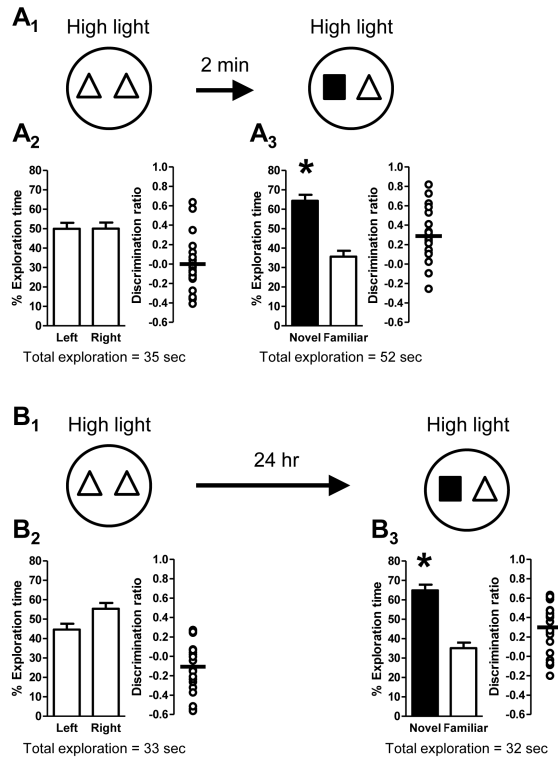 A1
High light
2 min
High light
A2
% Exploration time
80
70
60
50
40
30
20
10
0
Left Right
Discrimination ratio
1.0
0.8
0.6
0.4
0.2
-0.0
-0.2
-0.4
-0.6
Total exploration = 35 sec
A3
*
% Exploration time
80
70
60
50
40
30
20
10
0
Novel Familiar
Discrimination ratio
1.0
0.8
0.6
0.4
0.2
-0.0
-0.2
-0.4
-0.6
Total exploration = 52 sec
B1
High light
24 hr
High light
B2
% Exploration time
80
70
60
50
40
30
20
10
0
Left Right
Discrimination ratio
1.0
0.8
0.6
0.4
0.2
-0.0
-0.2
-0.4
-0.6
Total exploration = 33 sec
B3
*
% Exploration time
80
70
60
50
40
30
20
10
0
Novel Familiar
Discrimination ratio
1.0
0.8
0.6
0.4
0.2
-0.0
-0.2
-0.4
-0.6
Total exploration = 32 sec